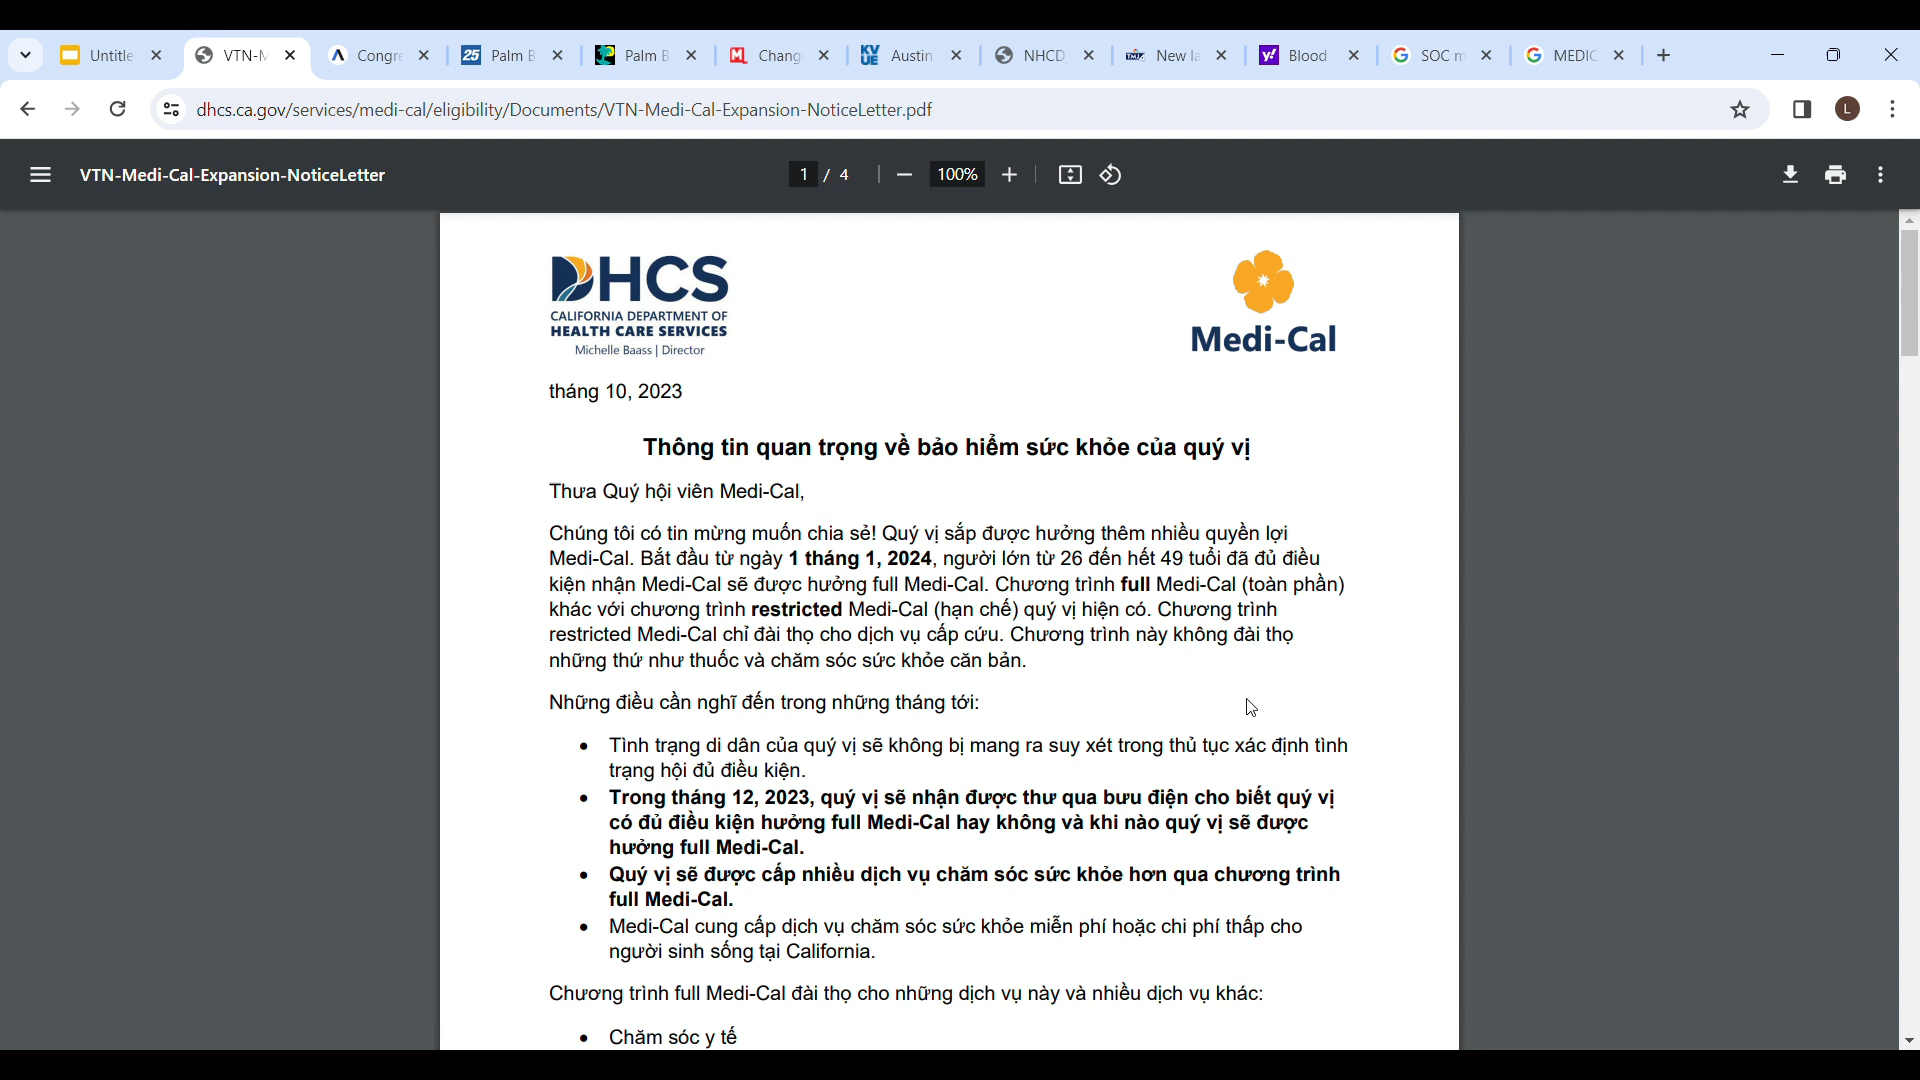 Untitle
VTN-M
Congre
Palm B
Palm B
Chang
Austin
NHCD
New la
Blood
SOC m
MEDIC
dhcs.ca.gov/services/medi-cal/eligibility/Documents/VTN-Medi-Cal-Expansion-NoticeLetter.pdf
L
VTN-Medi-Cal-Expansion-NoticeLetter
1 / 4
100%
DHCS
CALIFORNIA DEPARTMENT OF
HEALTH CARE SERVICES
Michelle Baass | Director
Medi-Cal
tháng 10, 2023
Thông tin quan trọng về bảo hiểm sức khỏe của quý vị
Thưa Quý hội viên Medi-Cal,
Chúng tôi có tin mừng muốn chia sẻ! Quý vị sắp được hưởng thêm nhiều quyền lợi
Medi-Cal. Bắt đầu từ ngày 1 tháng 1, 2024, người lớn từ 26 đến hết 49 tuổi đã đủ điều
kiện nhận Medi-Cal sẽ được hưởng full Medi-Cal. Chương trình full Medi-Cal (toàn phần)
khác với chương trình restricted Medi-Cal (hạn chế) quý vị hiện có. Chương trình
restricted Medi-Cal chỉ đài thọ cho dịch vụ cấp cứu. Chương trình này không đài thọ
những thứ như thuốc và chăm sóc sức khỏe căn bản.
Những điều cần nghĩ đến trong những tháng tới:
• Tình trạng di dân của quý vị sẽ không bị mang ra suy xét trong thủ tục xác định tình
trạng hội đủ điều kiện.
• Trong tháng 12, 2023, quý vị sẽ nhận được thư qua bưu điện cho biết quý vị
có đủ điều kiện hưởng full Medi-Cal hay không và khi nào quý vị sẽ được
hưởng full Medi-Cal.
• Quý vị sẽ được cấp nhiều dịch vụ chăm sóc sức khỏe hơn qua chương trình
full Medi-Cal.
• Medi-Cal cung cấp dịch vụ chăm sóc sức khỏe miễn phí hoặc chi phí thấp cho
người sinh sống tại California.
Chương trình full Medi-Cal đài thọ cho những dịch vụ này và nhiều dịch vụ khác:
• Chăm sóc y tế